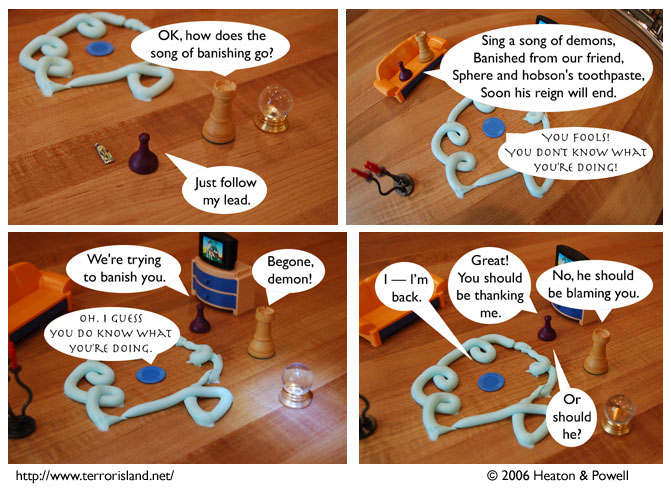 OK, how does the
song of banishing go?
Just follow
my lead.
Sing a song of demons,
Banished from our friend,
Sphere and hobson's toothpaste,
Soon his reign will end.
You fools!
You don't know what
you're doing!
We're trying
to banish you.
Begone,
demon!
Oh. I guess
you do know what
you're doing.
I — I'm
back.
Great!
You should
be thanking
me.
No, he should
be blaming you.
Or
should
he?
http://www.terrorisland.net/
© 2006 Heaton & Powell